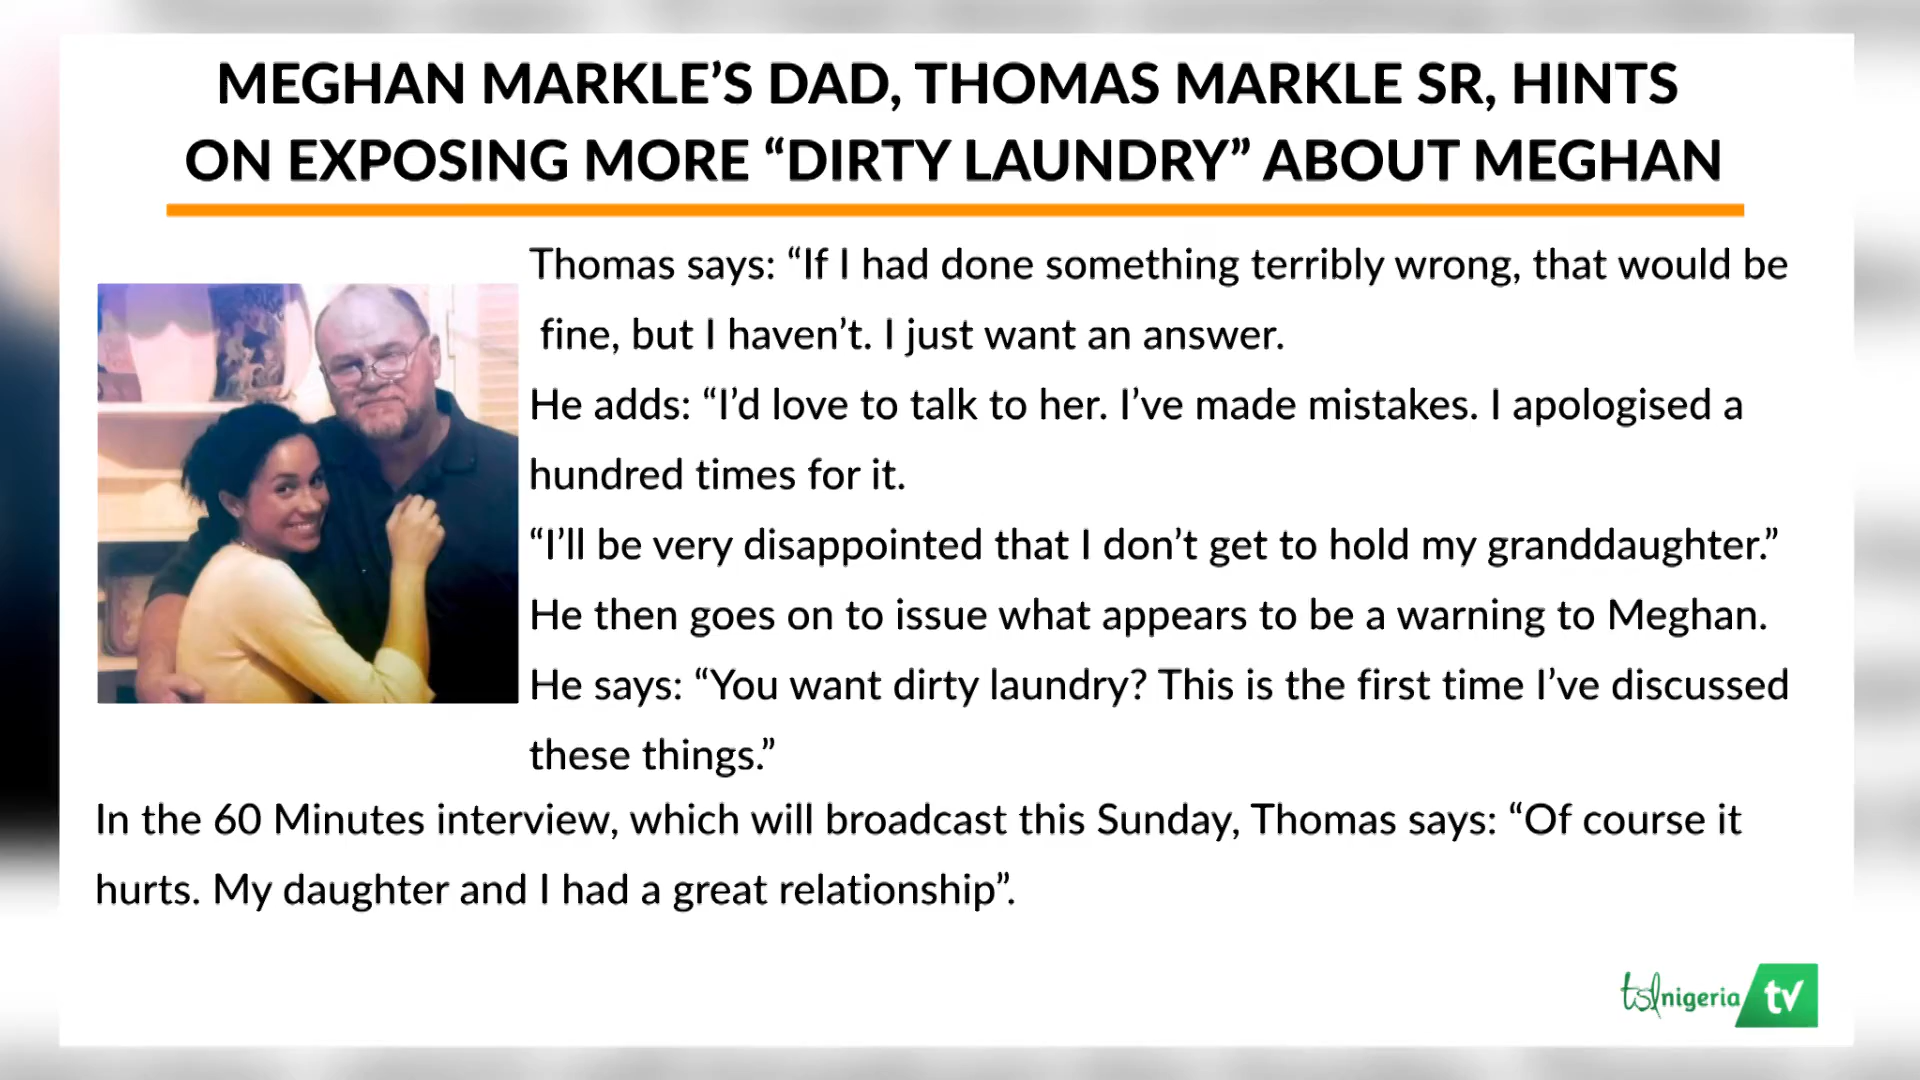 MEGHAN MARKLE’S DAD, THOMAS MARKLE SR, HINTS
ON EXPOSING MORE “DIRTY LAUNDRY” ABOUT MEGHAN
Thomas says: “If I had done something terribly wrong, that would be
fine, but I haven’t. I just want an answer.
He adds: “I’d love to talk to her. I’ve made mistakes. I apologised a
hundred times for it.
“I’ll be very disappointed that I don’t get to hold my granddaughter.”
He then goes on to issue what appears to be a warning to Meghan.
He says: “You want dirty laundry? This is the first time I’ve discussed
these things.”
In the 60 Minutes interview, which will broadcast this Sunday, Thomas says: “Of course it
hurts. My daughter and I had a great relationship”.
tslnigeria tv